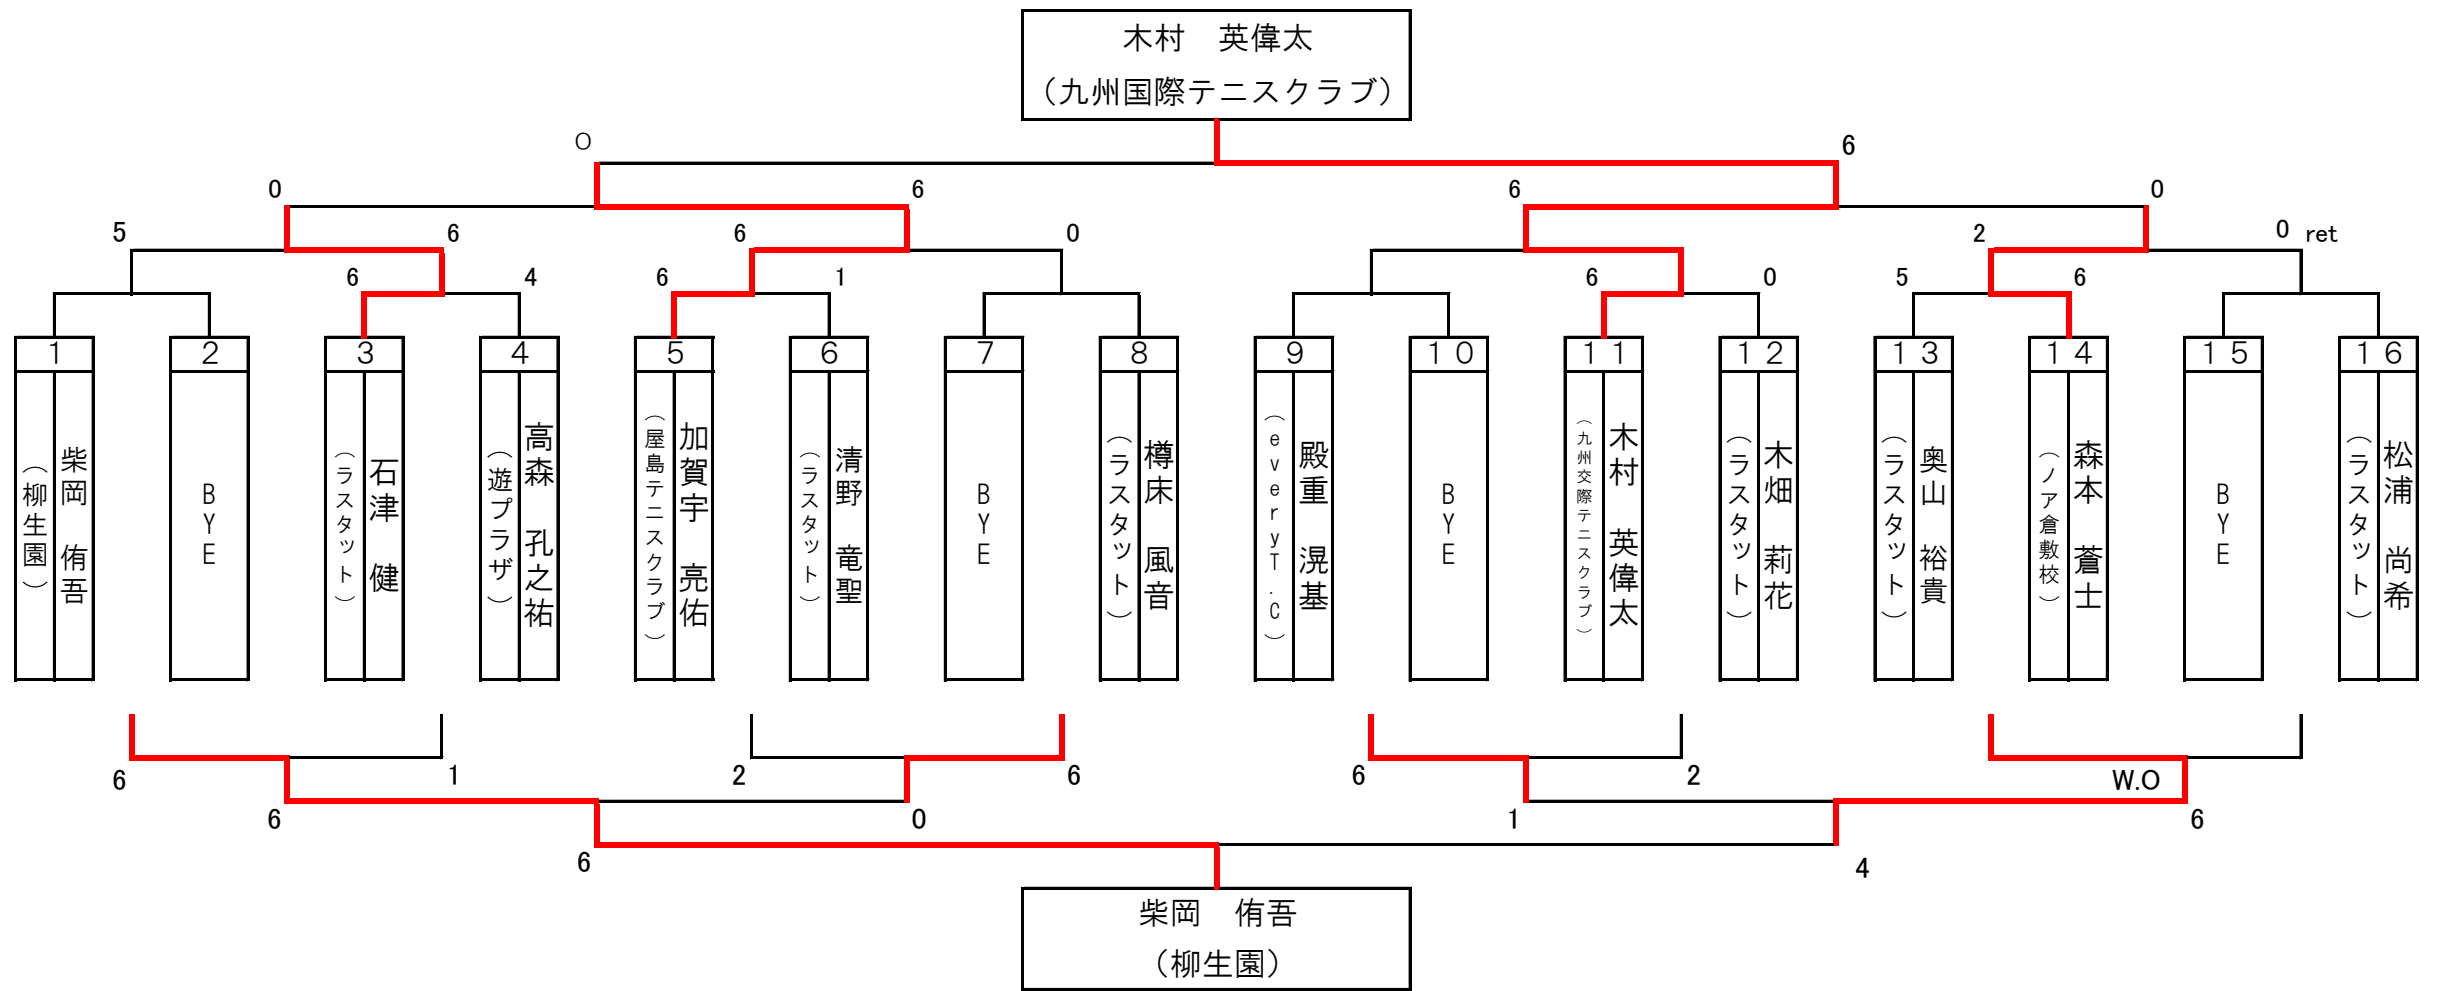 木村　英偉太
（九州国際テニスクラブ）
O 6
0 6 6 0
5 6 6 0 2 0 ret
6 4 6 1 6 0 5 6
１ ２ ３ ４ ５ ６ ７ ８ ９ １０ １１ １２ １３ １４ １５ １６
柴岡　侑吾
（柳生園）
BYE
石津　健
（ラスタット）
高森　孔之祐
（遊プラザ）
加賀宇　亮佑
（屋島テニスクラブ）
清野　竜聖
（ラスタット）
BYE
樽床　風音
（ラスタット）
殿重　滉基
（everyT.C）
BYE
木村　英偉太
（九州交際テニスクラブ）
木畑　莉花
（ラスタット）
奥山　裕貴
（ラスタット）
森本　蒼士
（ノア倉敷校）
BYE
松浦　尚希
（ラスタット）
6 1 2 6 6 2 W.O
6 0 1 6
6 4
柴岡　侑吾
（柳生園）